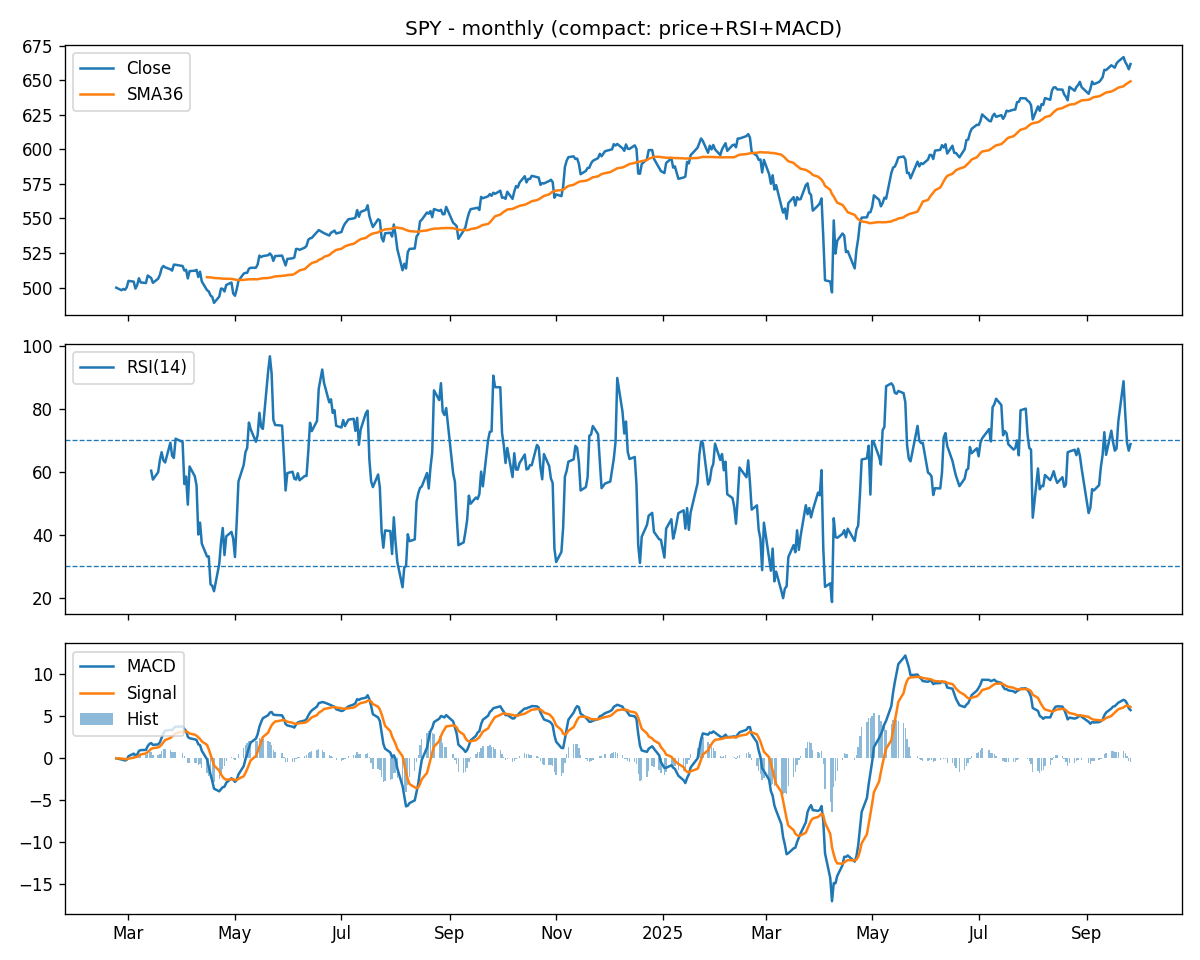 SPY - monthly (compact: price+RSI+MACD)
675
650
625
600
575
550
525
500
Close
SMA36
100
80
60
40
20
RSI(14)
10
5
0
−5
−10
−15
MACD
Signal
Hist
Mar May Jul Sep Nov 2025 Mar May Jul Sep